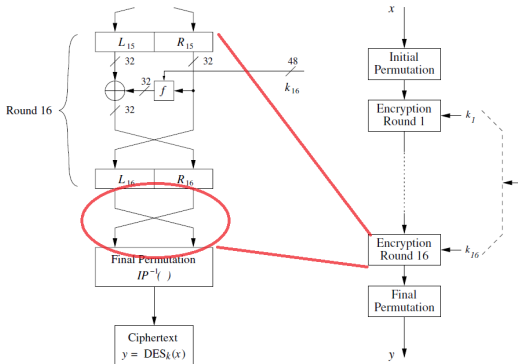 L15 R15
32 32
48
32 f
k16
32
Round 16
L16 R16
Final Permutation
IP-1( )
Ciphertext
y = DESk(x)
x
Initial
Permutation
Encryption
Round 1
k1
Encryption
Round 16
k16
Final
Permutation
y